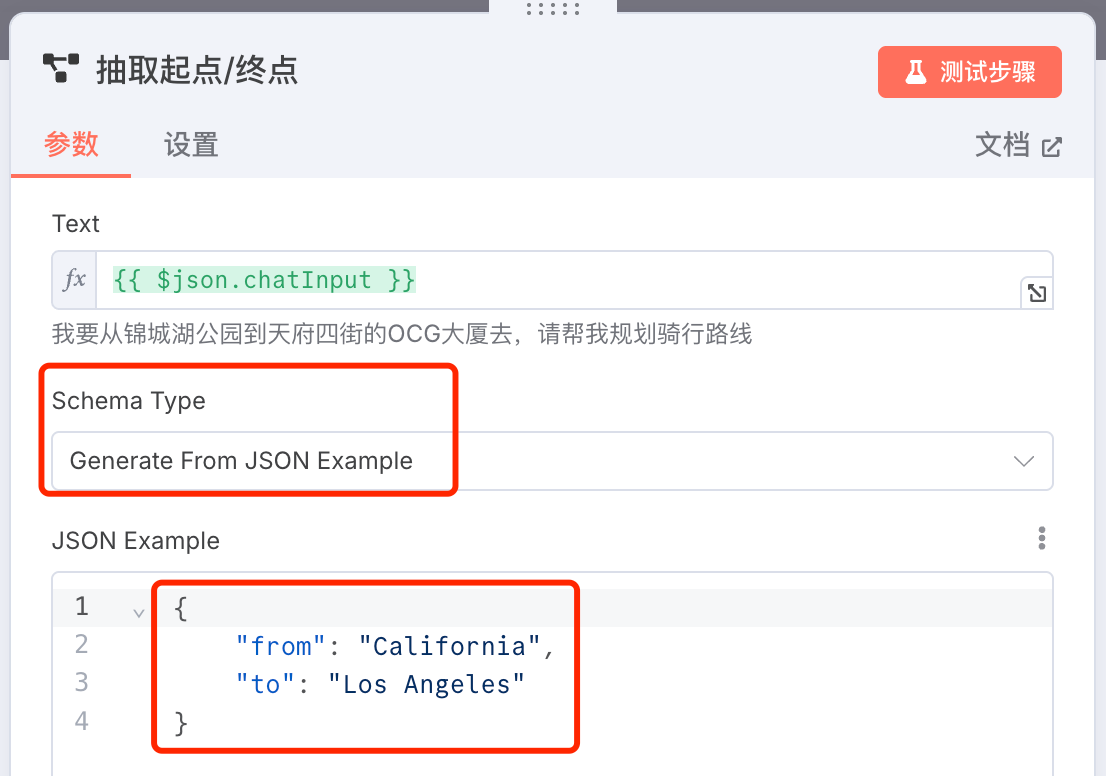 抽取起点/终点
测试步骤
参数
设置
文档
Text
fx
{{ $json.chatInput }}
我要从锦城湖公园到天府四街的OCG大厦去，请帮我规划骑行路线
Schema Type
Generate From JSON Example
JSON Example
1 {
2 "from": "California",
3 "to": "Los Angeles"
4 }